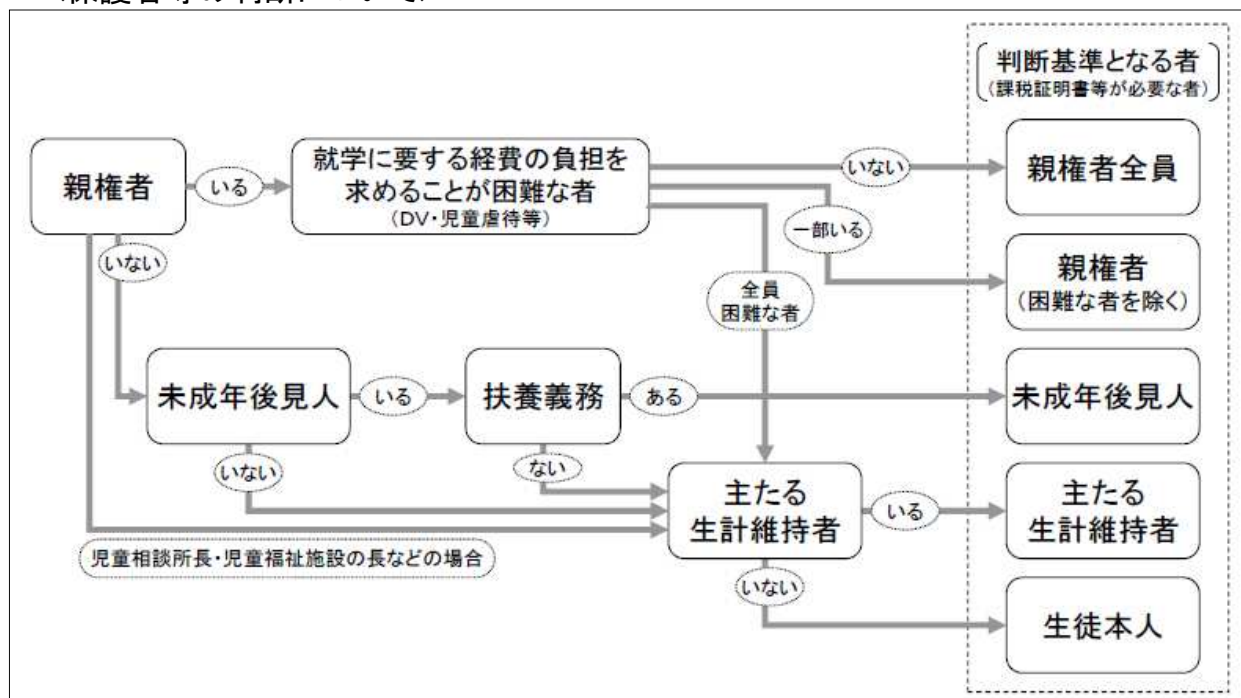 保護者等の判断について
判断基準となる者
(課税証明書等が必要な者)
親権者
いる
就学に要する経費の負担を
求めることが困難な者
(DV・児童虐待等)
いない
親権者全員
一部いる
親権者
(困難な者を除く)
全員
困難な者
いない
未成年後見人
いる
扶養義務
ある
未成年後見人
いない
ない
主たる
生計維持者
いる
主たる
生計維持者
児童相談所長・児童福祉施設の長などの場合
いない
生徒本人